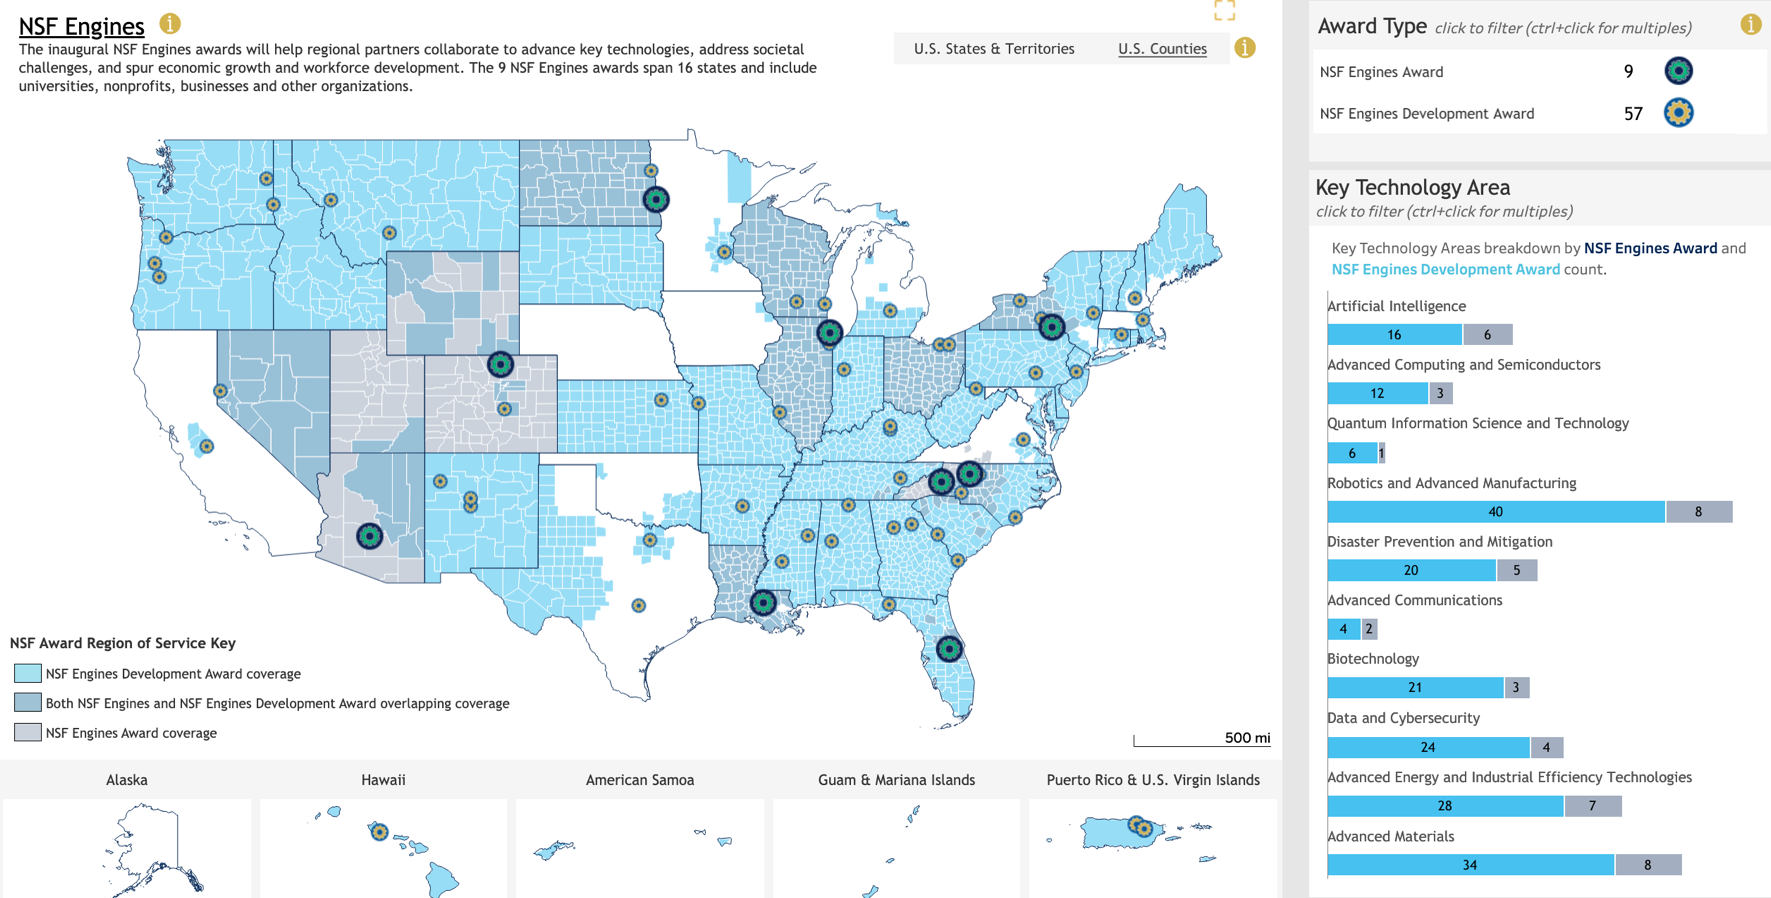 NSF Engines i
The inaugural NSF Engines awards will help regional partners collaborate to advance key technologies, address societal
challenges, and spur economic growth and workforce development. The 9 NSF Engines awards span 16 states and include
universities, nonprofits, businesses and other organizations.
U.S. States & Territories U.S. Counties i
NSF Award Region of Service Key
NSF Engines Development Award coverage
Both NSF Engines and NSF Engines Development Award overlapping coverage
NSF Engines Award coverage
500 mi
Alaska Hawaii American Samoa Guam & Mariana Islands Puerto Rico & U.S. Virgin Islands
Award Type click to filter (ctrl+click for multiples) i
NSF Engines Award 9
NSF Engines Development Award 57
Key Technology Area
click to filter (ctrl+click for multiples)
Key Technology Areas breakdown by NSF Engines Award and
NSF Engines Development Award count.
Artificial Intelligence
16 6
Advanced Computing and Semiconductors
12 3
Quantum Information Science and Technology
6 1
Robotics and Advanced Manufacturing
40 8
Disaster Prevention and Mitigation
20 5
Advanced Communications
4 2
Biotechnology
21 3
Data and Cybersecurity
24 4
Advanced Energy and Industrial Efficiency Technologies
28 7
Advanced Materials
34 8